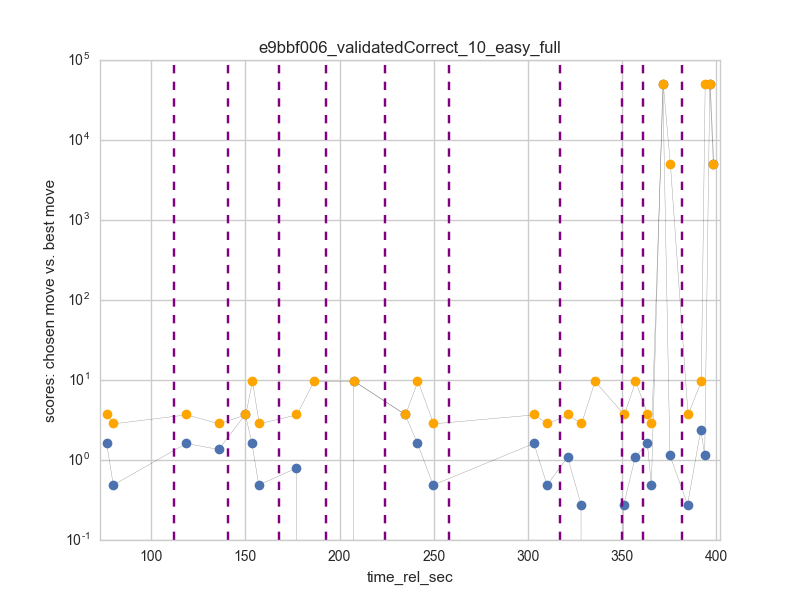 e9bbf006_validatedCorrect_10_easy_full
10^5
10^4
10^3
10^2
10^1
10^0
10^-1
scores: chosen move vs. best move
100 150 200 250 300 350 400
time_rel_sec